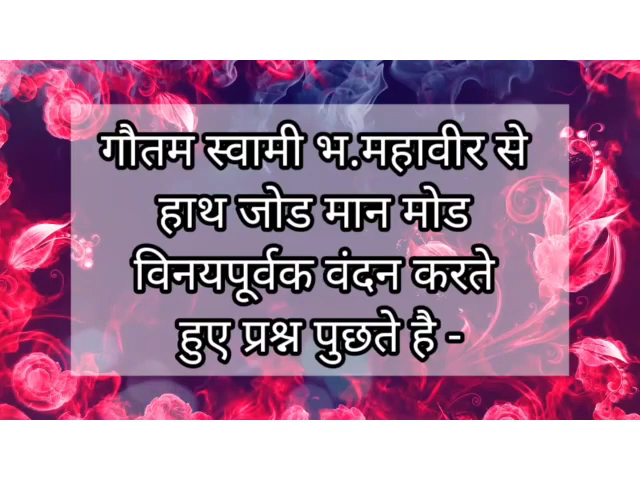 गौतम स्वामी भ.महावीर से
हाथ जोड मान मोड
विनयपूर्वक वंदन करते
हुए प्रश्न पुछते है -